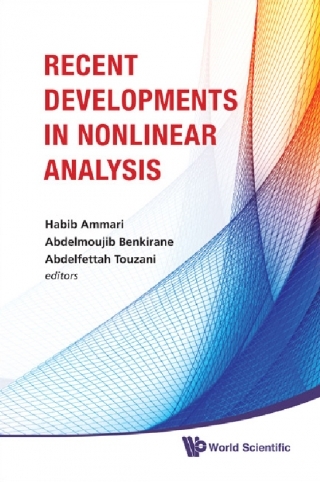 RECENT
DEVELOPMENTS
IN NONLINEAR
ANALYSIS
Habib Ammari
Abdelmoujib Benkirane
Abdelfettah Touzani
editors
World Scientific